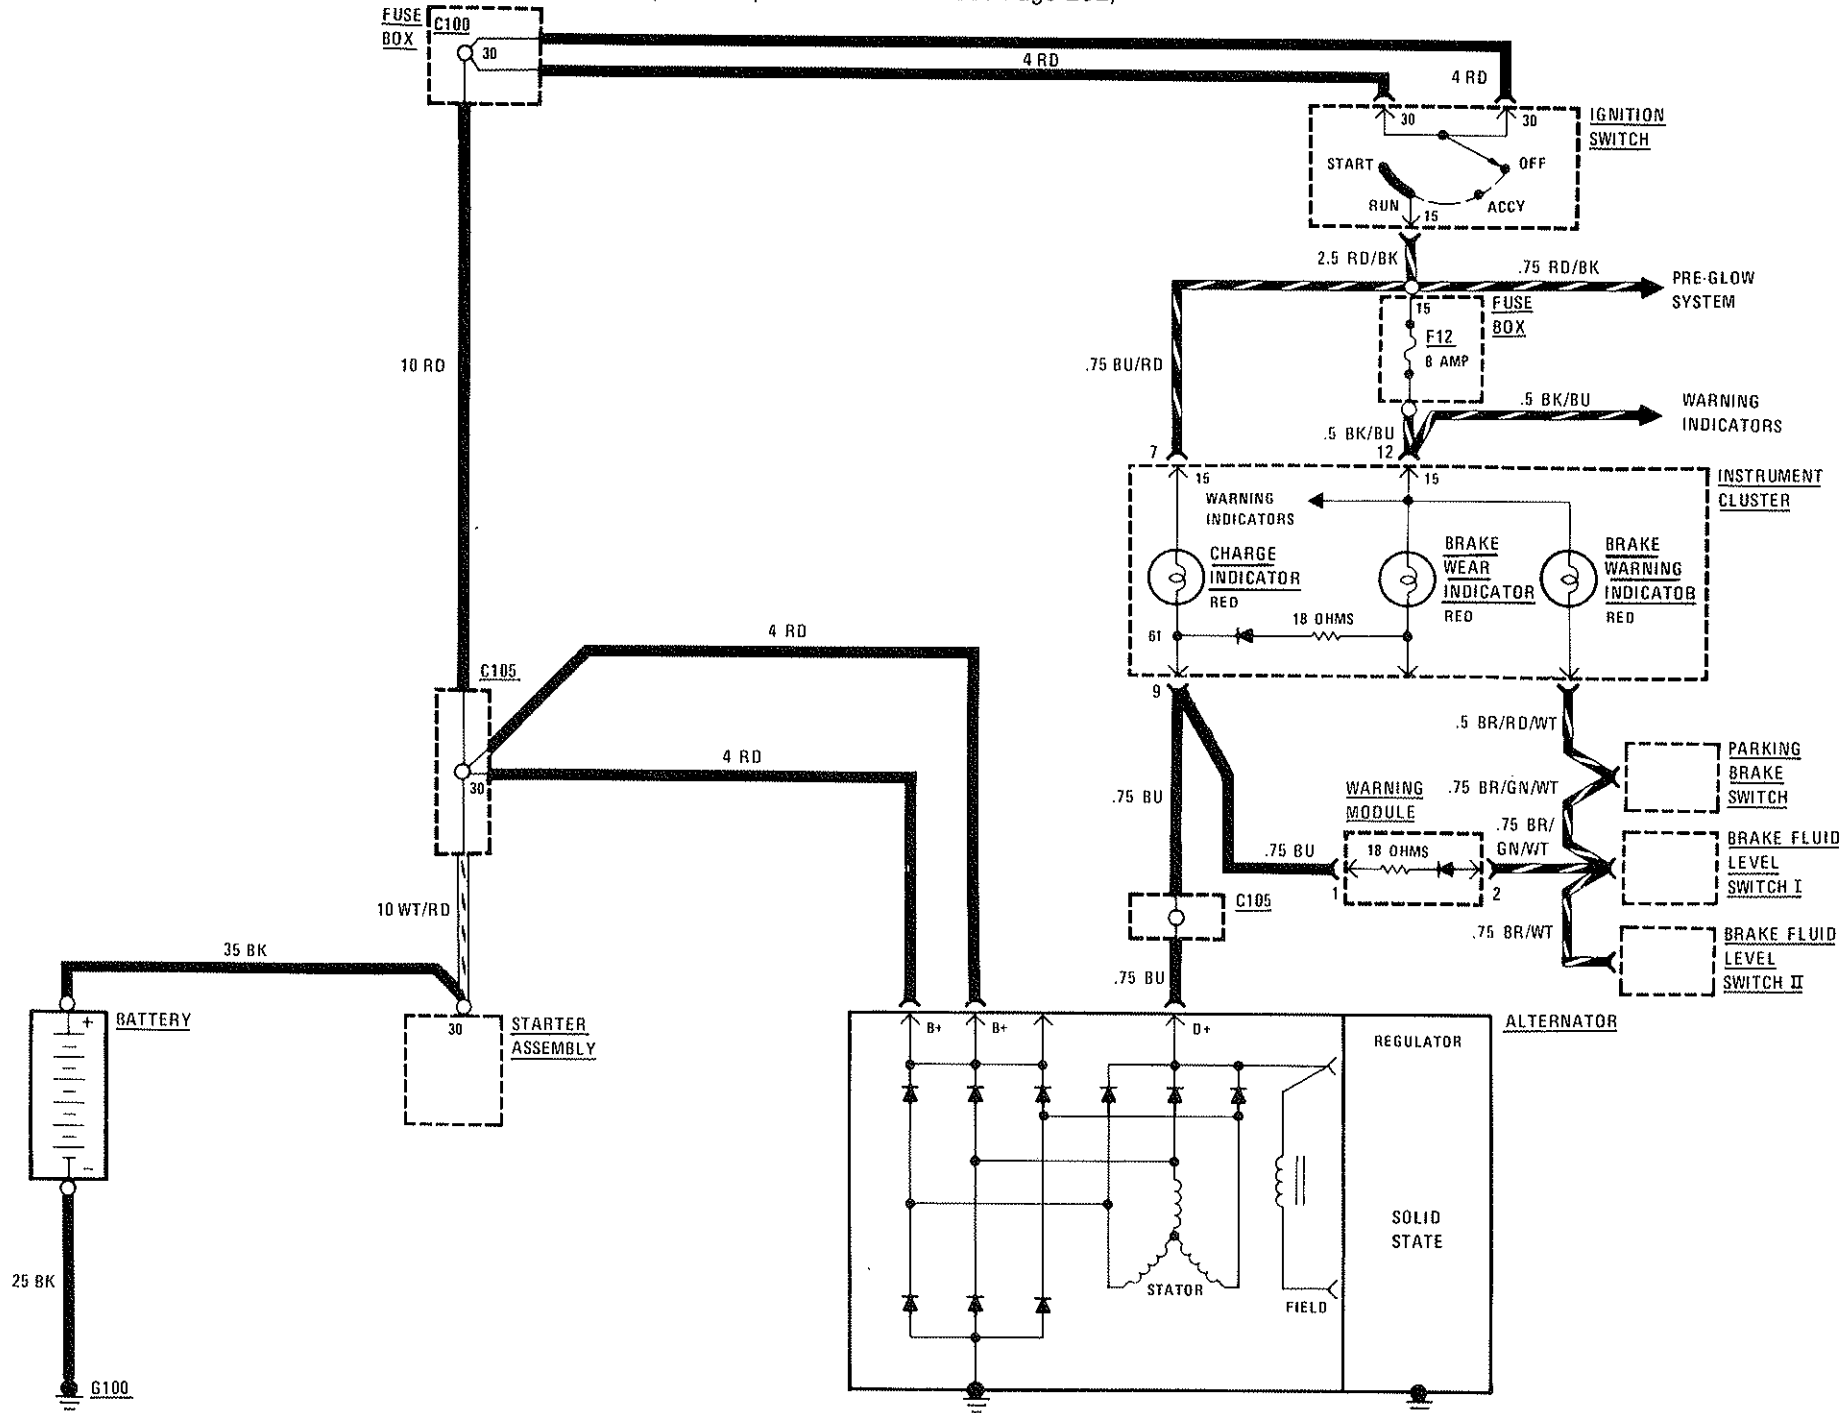 FUSE
BOX
C100
30
4 RD
4 RD
30
30
IGNITION
SWITCH
START
OFF
RUN
ACCY
15
2.5 RD/BK
.75 RD/BK
PRE-GLOW
SYSTEM
15
FUSE
BOX
F12
8 AMP
10 RD
.75 BU/RD
.5 BK/BU
WARNING
INDICATORS
.5 BK/BU
7
12
15
15
INSTRUMENT
CLUSTER
WARNING
INDICATORS
CHARGE
INDICATOR
RED
BRAKE
WEAR
INDICATOR
RED
BRAKE
WARNING
INDICATOR
RED
61
18 OHMS
4 RD
C105
9
.5 BR/RD/WT
4 RD
30
PARKING
BRAKE
SWITCH
.75 BU
WARNING
MODULE
.75 BR/GN/WT
.75 BR/
GN/WT
18 OHMS
.75 BU
1
2
BRAKE FLUID
LEVEL
SWITCH I
10 WT/RD
C105
.75 BR/WT
BRAKE FLUID
LEVEL
SWITCH II
35 BK
.75 BU
BATTERY
+
-
30
STARTER
ASSEMBLY
B+
B+
D+
ALTERNATOR
REGULATOR
SOLID
STATE
STATOR
FIELD
25 BK
G100